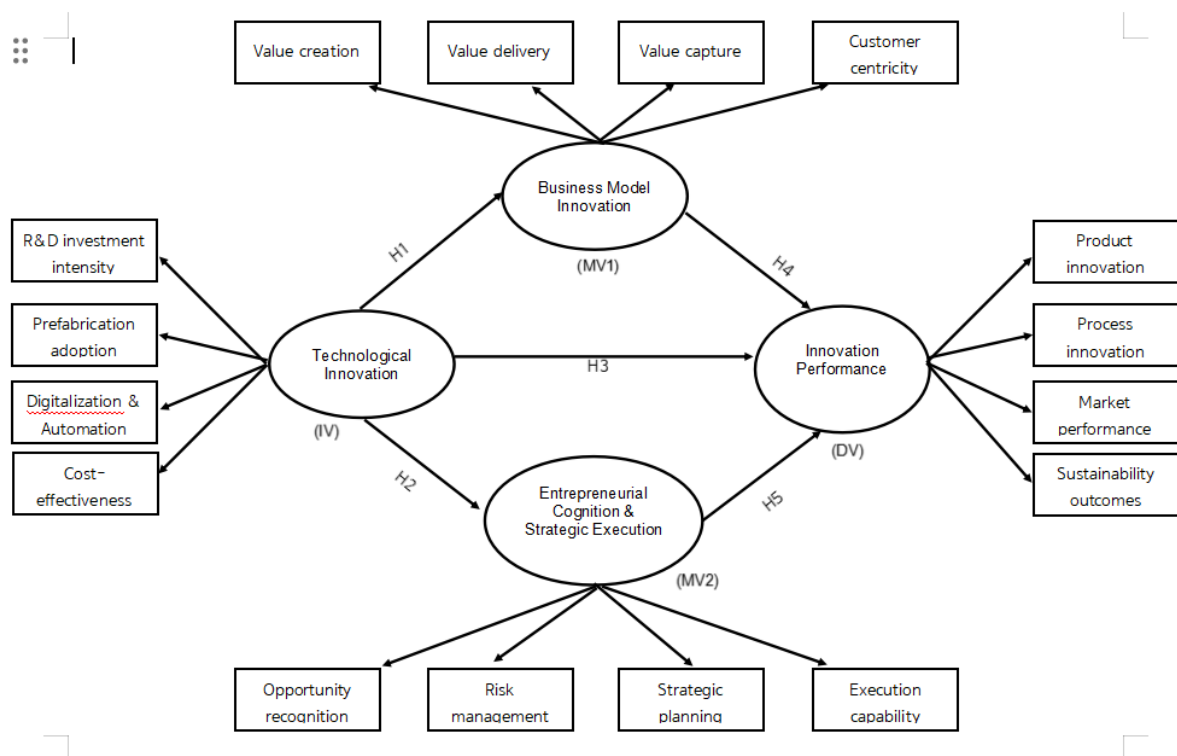 Value creation
Value delivery
Value capture
Customer
centricity
Business Model
Innovation
(MV1)
R&D investment
intensity
Prefabrication
adoption
Digitalization &
Automation
Cost-
effectiveness
H1
H4
Technological
Innovation
(IV)
H3
Innovation
Performance
(DV)
Product
innovation
Process
innovation
Market
performance
Sustainability
outcomes
H2
H5
Entrepreneurial
Cognition &
Strategic Execution
(MV2)
Opportunity
recognition
Risk
management
Strategic
planning
Execution
capability